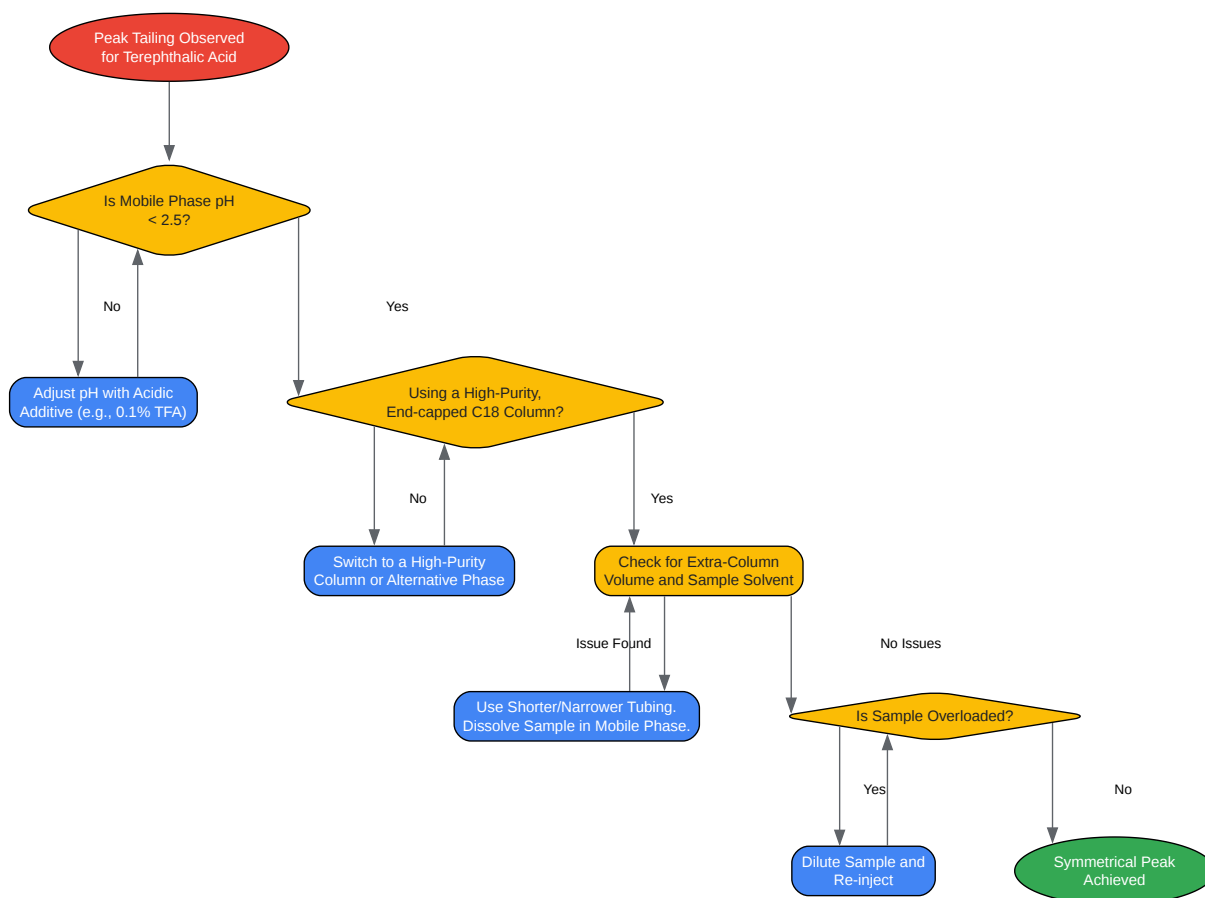 Peak Tailing Observed
for Terephthalic Acid
Is Mobile Phase pH
< 2.5?
No
Yes
Adjust pH with Acidic
Additive (e.g., 0.1% TFA)
Using a High-Purity,
End-capped C18 Column?
No
Yes
Switch to a High-Purity
Column or Alternative Phase
Check for Extra-Column
Volume and Sample Solvent
Issue Found
No Issues
Use Shorter/Narrower Tubing.
Dissolve Sample in Mobile Phase.
Is Sample Overloaded?
Yes
No
Dilute Sample and
Re-inject
Symmetrical Peak
Achieved